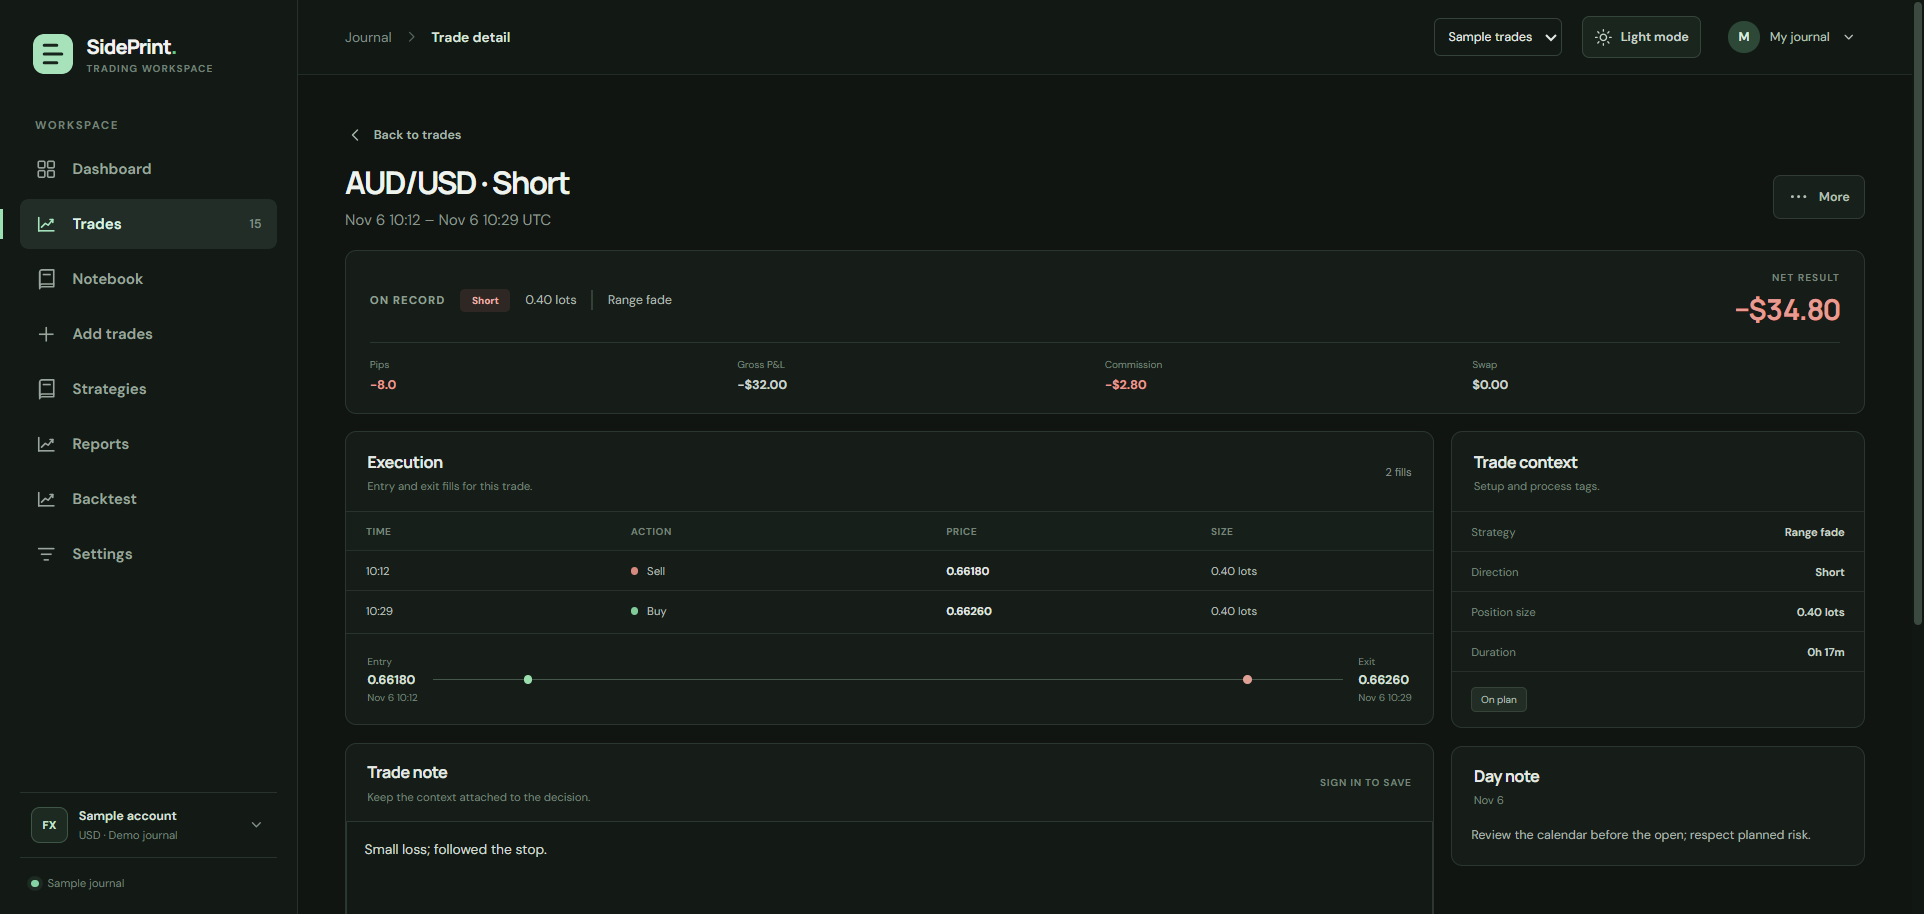 SidePrint.
TRADING WORKSPACE
WORKSPACE
Dashboard
Trades 15
Notebook
Add trades
Strategies
Reports
Backtest
Settings
FX
Sample account
USD · Demo journal
Sample journal
Journal > Trade detail
Sample trades
Light mode
M My journal
Back to trades
AUD/USD · Short
Nov 6 10:12 – Nov 6 10:29 UTC
More
ON RECORD Short 0.40 lots Range fade
NET RESULT
−$34.80
Pips
−8.0
Gross P&L
−$32.00
Commission
−$2.80
Swap
$0.00
Execution
Entry and exit fills for this trade.
2 fills
TIME ACTION PRICE SIZE
10:12 Sell 0.66180 0.40 lots
10:29 Buy 0.66260 0.40 lots
Entry
0.66180
Nov 6 10:12
Exit
0.66260
Nov 6 10:29
Trade context
Setup and process tags.
Strategy Range fade
Direction Short
Position size 0.40 lots
Duration 0h 17m
On plan
Trade note
Keep the context attached to the decision.
SIGN IN TO SAVE
Small loss; followed the stop.
Day note
Nov 6
Review the calendar before the open; respect planned risk.